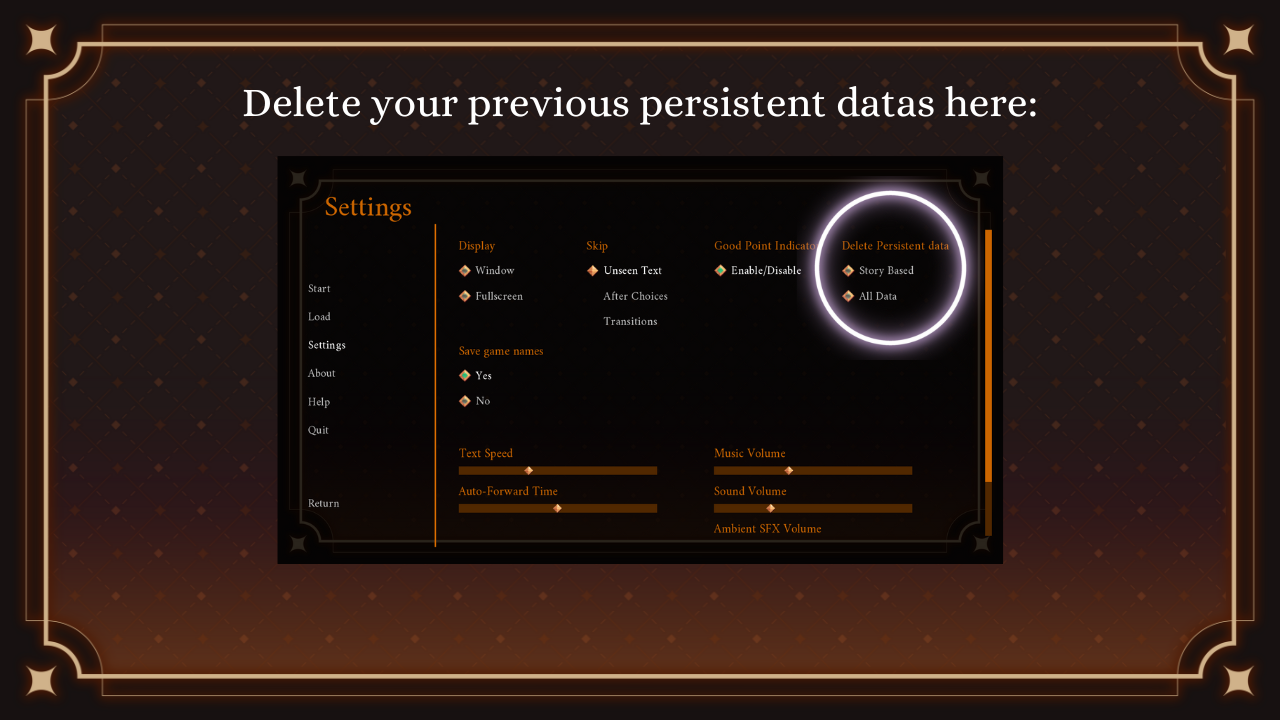 Delete your previous persistent datas here:
Settings
Start
Load
Settings
About
Help
Quit
Return
Display
Window
Fullscreen
Skip
Unseen Text
After Choices
Transitions
Good Point Indicator
Enable/Disable
Delete Persistent data
Story Based
All Data
Save game names
Yes
No
Text Speed
Auto-Forward Time
Music Volume
Sound Volume
Ambient SFX Volume